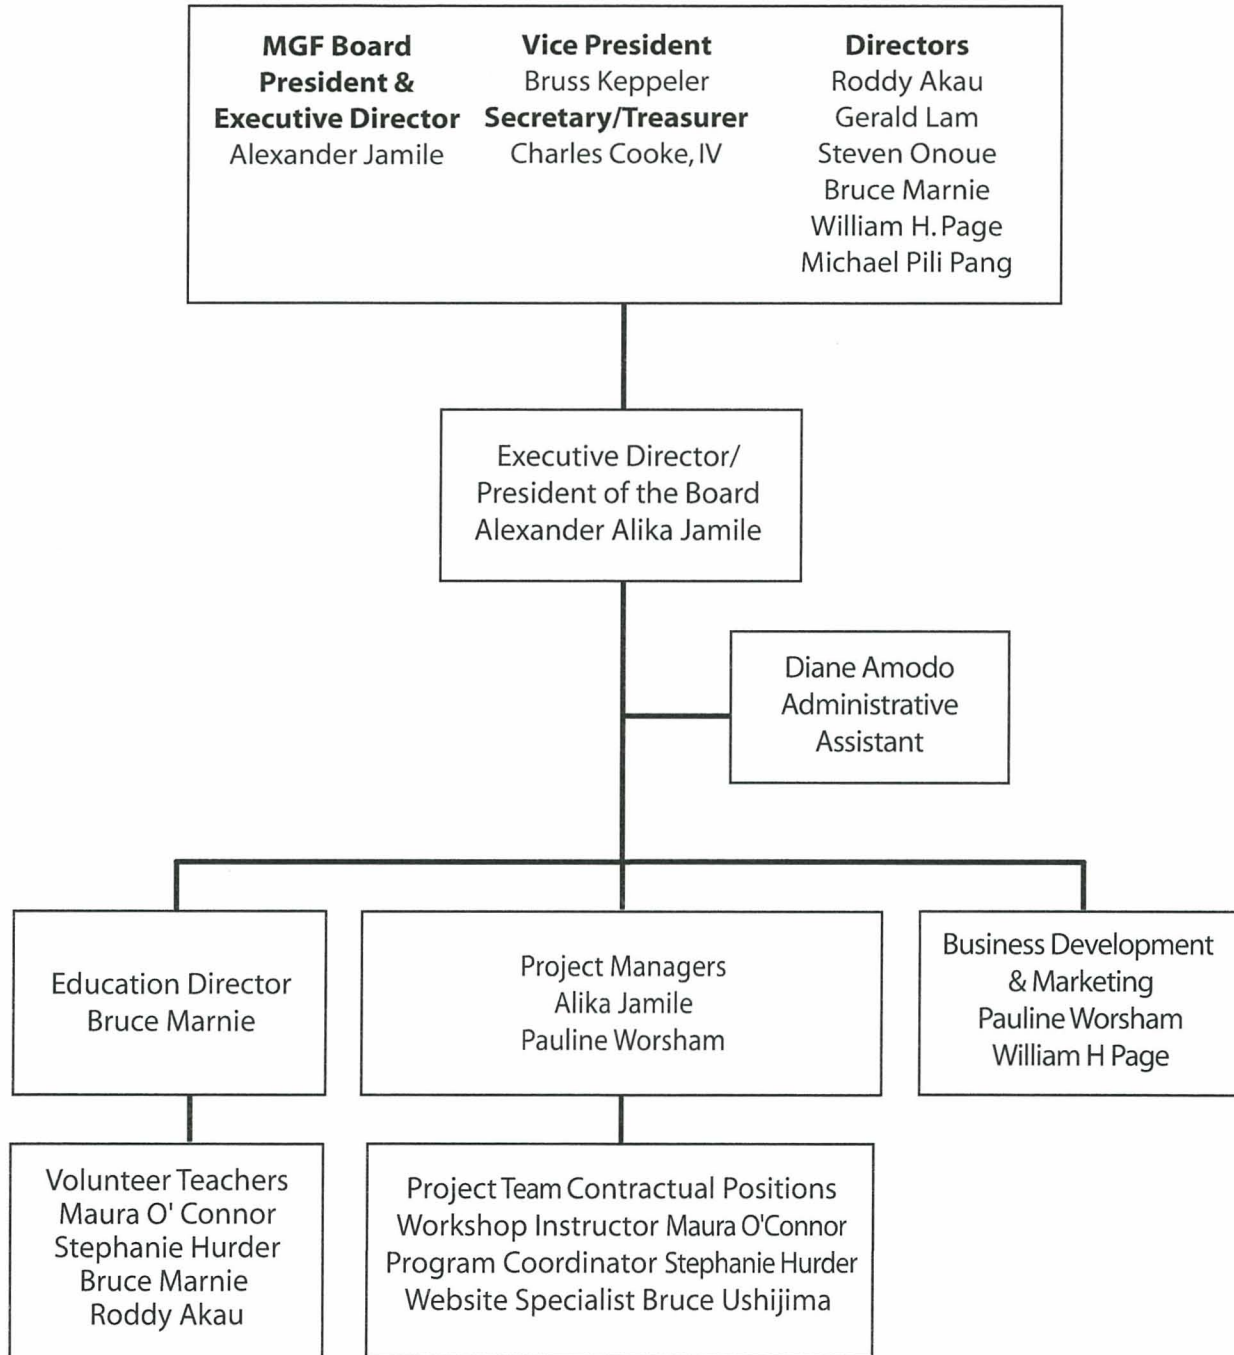 MGF Board
President &
Executive Director
Alexander Jamile
Vice President
Bruss Keppeler
Secretary/Treasurer
Charles Cooke, IV
Directors
Roddy Akau
Gerald Lam
Steven Onoue
Bruce Marnie
William H. Page
Michael Pili Pang
Executive Director/
President of the Board
Alexander Alika Jamile
Diane Amodo
Administrative
Assistant
Education Director
Bruce Marnie
Project Managers
Alika Jamile
Pauline Worsham
Business Development
& Marketing
Pauline Worsham
William H Page
Volunteer Teachers
Maura O' Connor
Stephanie Hurder
Bruce Marnie
Roddy Akau
Project Team Contractual Positions
Workshop Instructor Maura O'Connor
Program Coordinator Stephanie Hurder
Website Specialist Bruce Ushijima